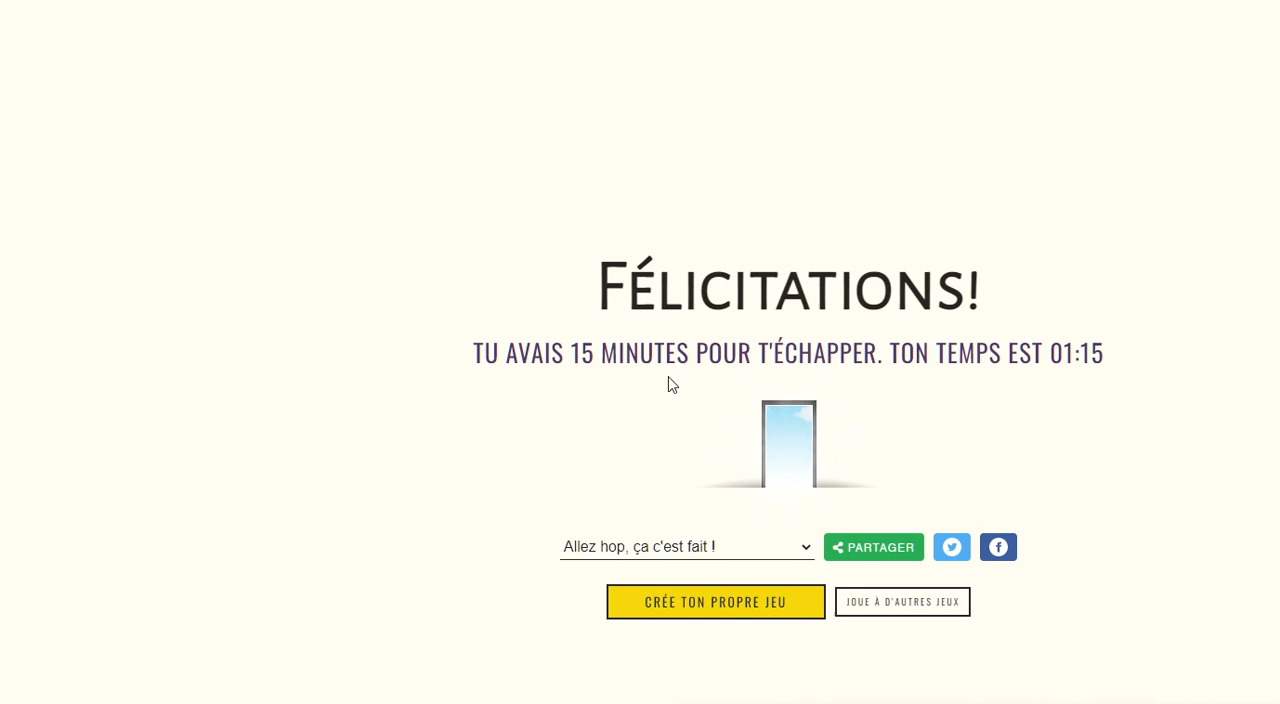 Félicitations!
TU AVAIS 15 MINUTES POUR T'ÉCHAPPER. TON TEMPS EST 01:15
Allez hop, ça c'est fait ! PARTAGER
CRÉE TON PROPRE JEU JOUE À D'AUTRES JEUX